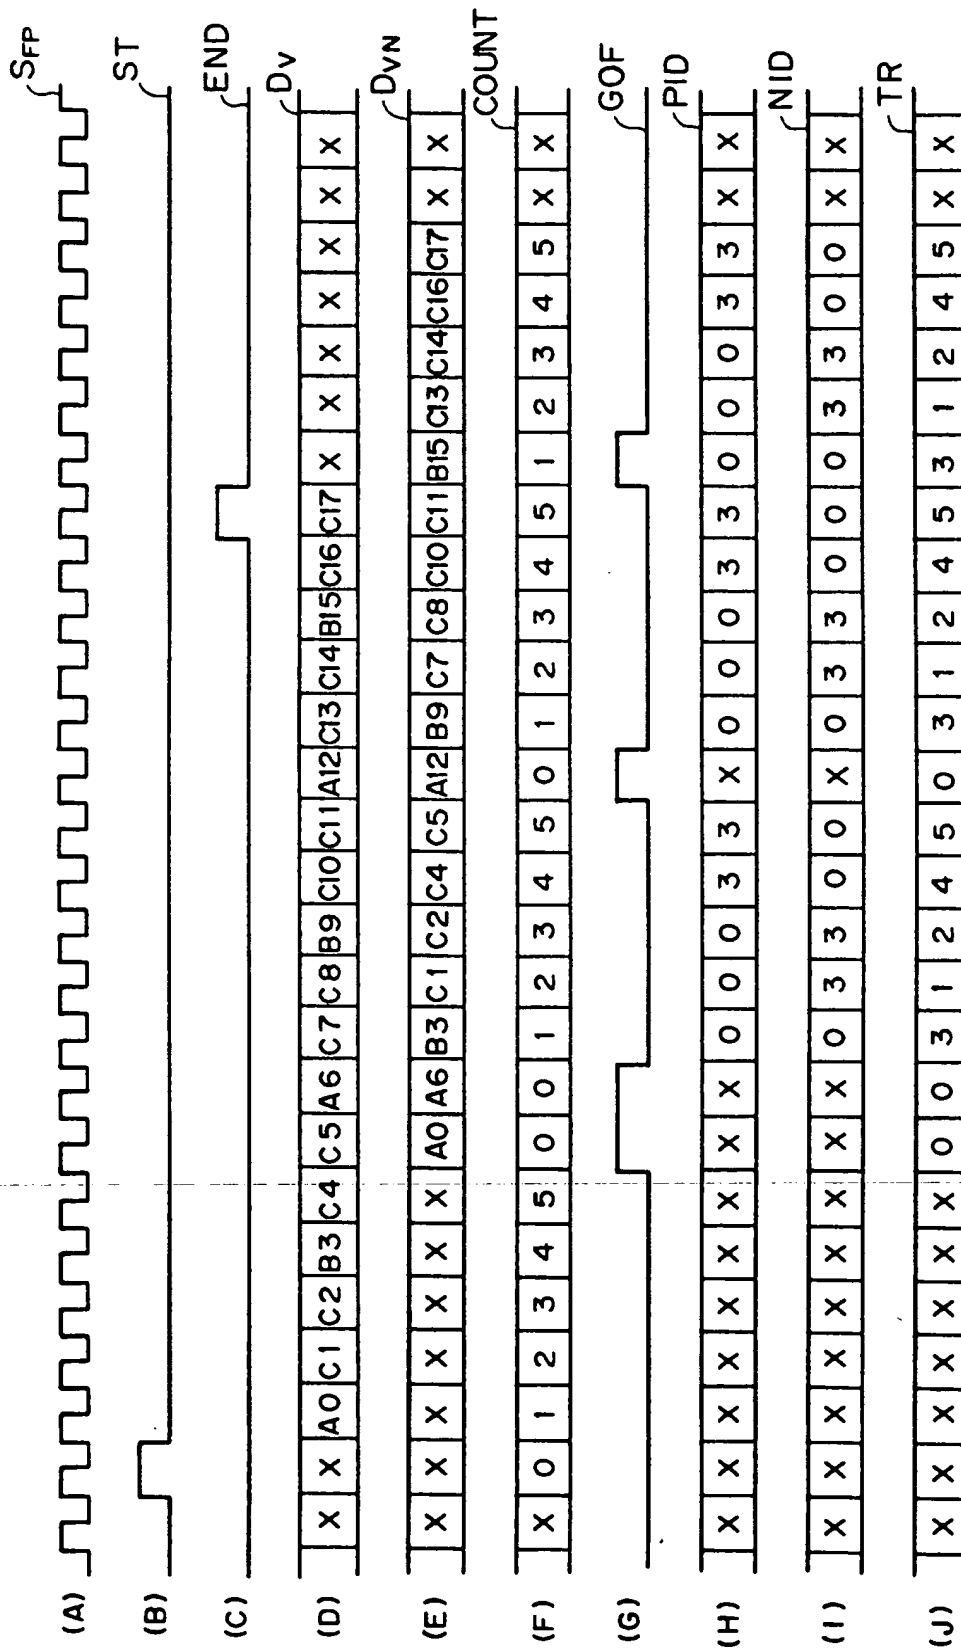 (A) SFP
(B) ST
(C) END
(D) X X A0 C1 C2 B3 C4 C5 A6 C7 C8 B9 C10 C11 A12 C13 C14 B15 C16 C17 X X X X X X X DV
(E) X X X X X X X A0 A6 B3 C1 C2 C4 C5 A12 B9 C7 C8 C10 C11 B15 C13 C14 C16 C17 X X DVN
(F) X 0 1 2 3 4 5 0 0 1 2 3 4 5 0 1 2 3 4 5 1 2 3 4 5 X X COUNT
(G) GOF
(H) X X X X X X X X X 0 0 0 3 3 X 0 0 0 3 3 0 0 0 3 3 X X PID
(I) X X X X X X X X X 0 3 3 0 0 X 0 3 3 0 0 0 3 3 0 0 X X NID
(J) X X X X X X X 0 0 3 1 2 4 5 0 3 1 2 4 5 3 1 2 4 5 X X TR